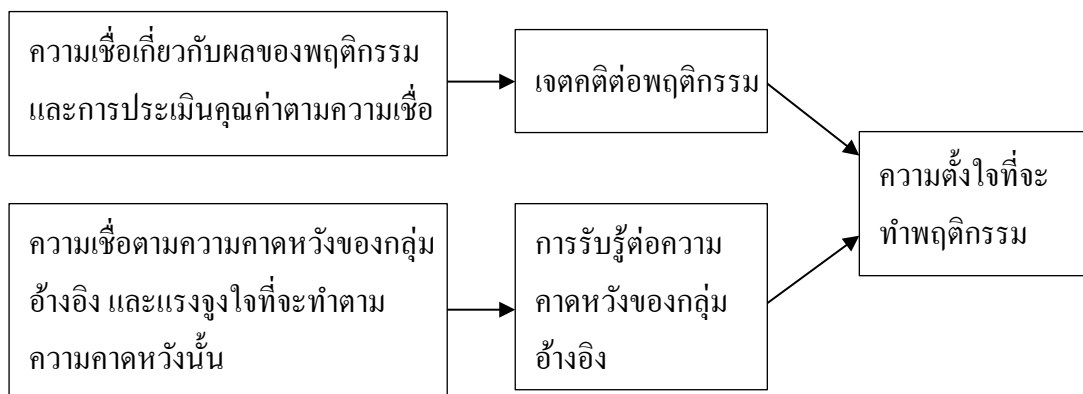 ความเชื่อเกี่ยวกับผลของพฤติกรรม
และการประเมินคุณค่าตามความเชื่อ
เจตคติต่อพฤติกรรม
ความตั้งใจที่จะ
ทำพฤติกรรม
ความเชื่อตามความคาดหวังของกลุ่ม
อ้างอิง และแรงจูงใจที่จะทำตาม
ความคาดหวังนั้น
การรับรู้ต่อความ
คาดหวังของกลุ่ม
อ้างอิง